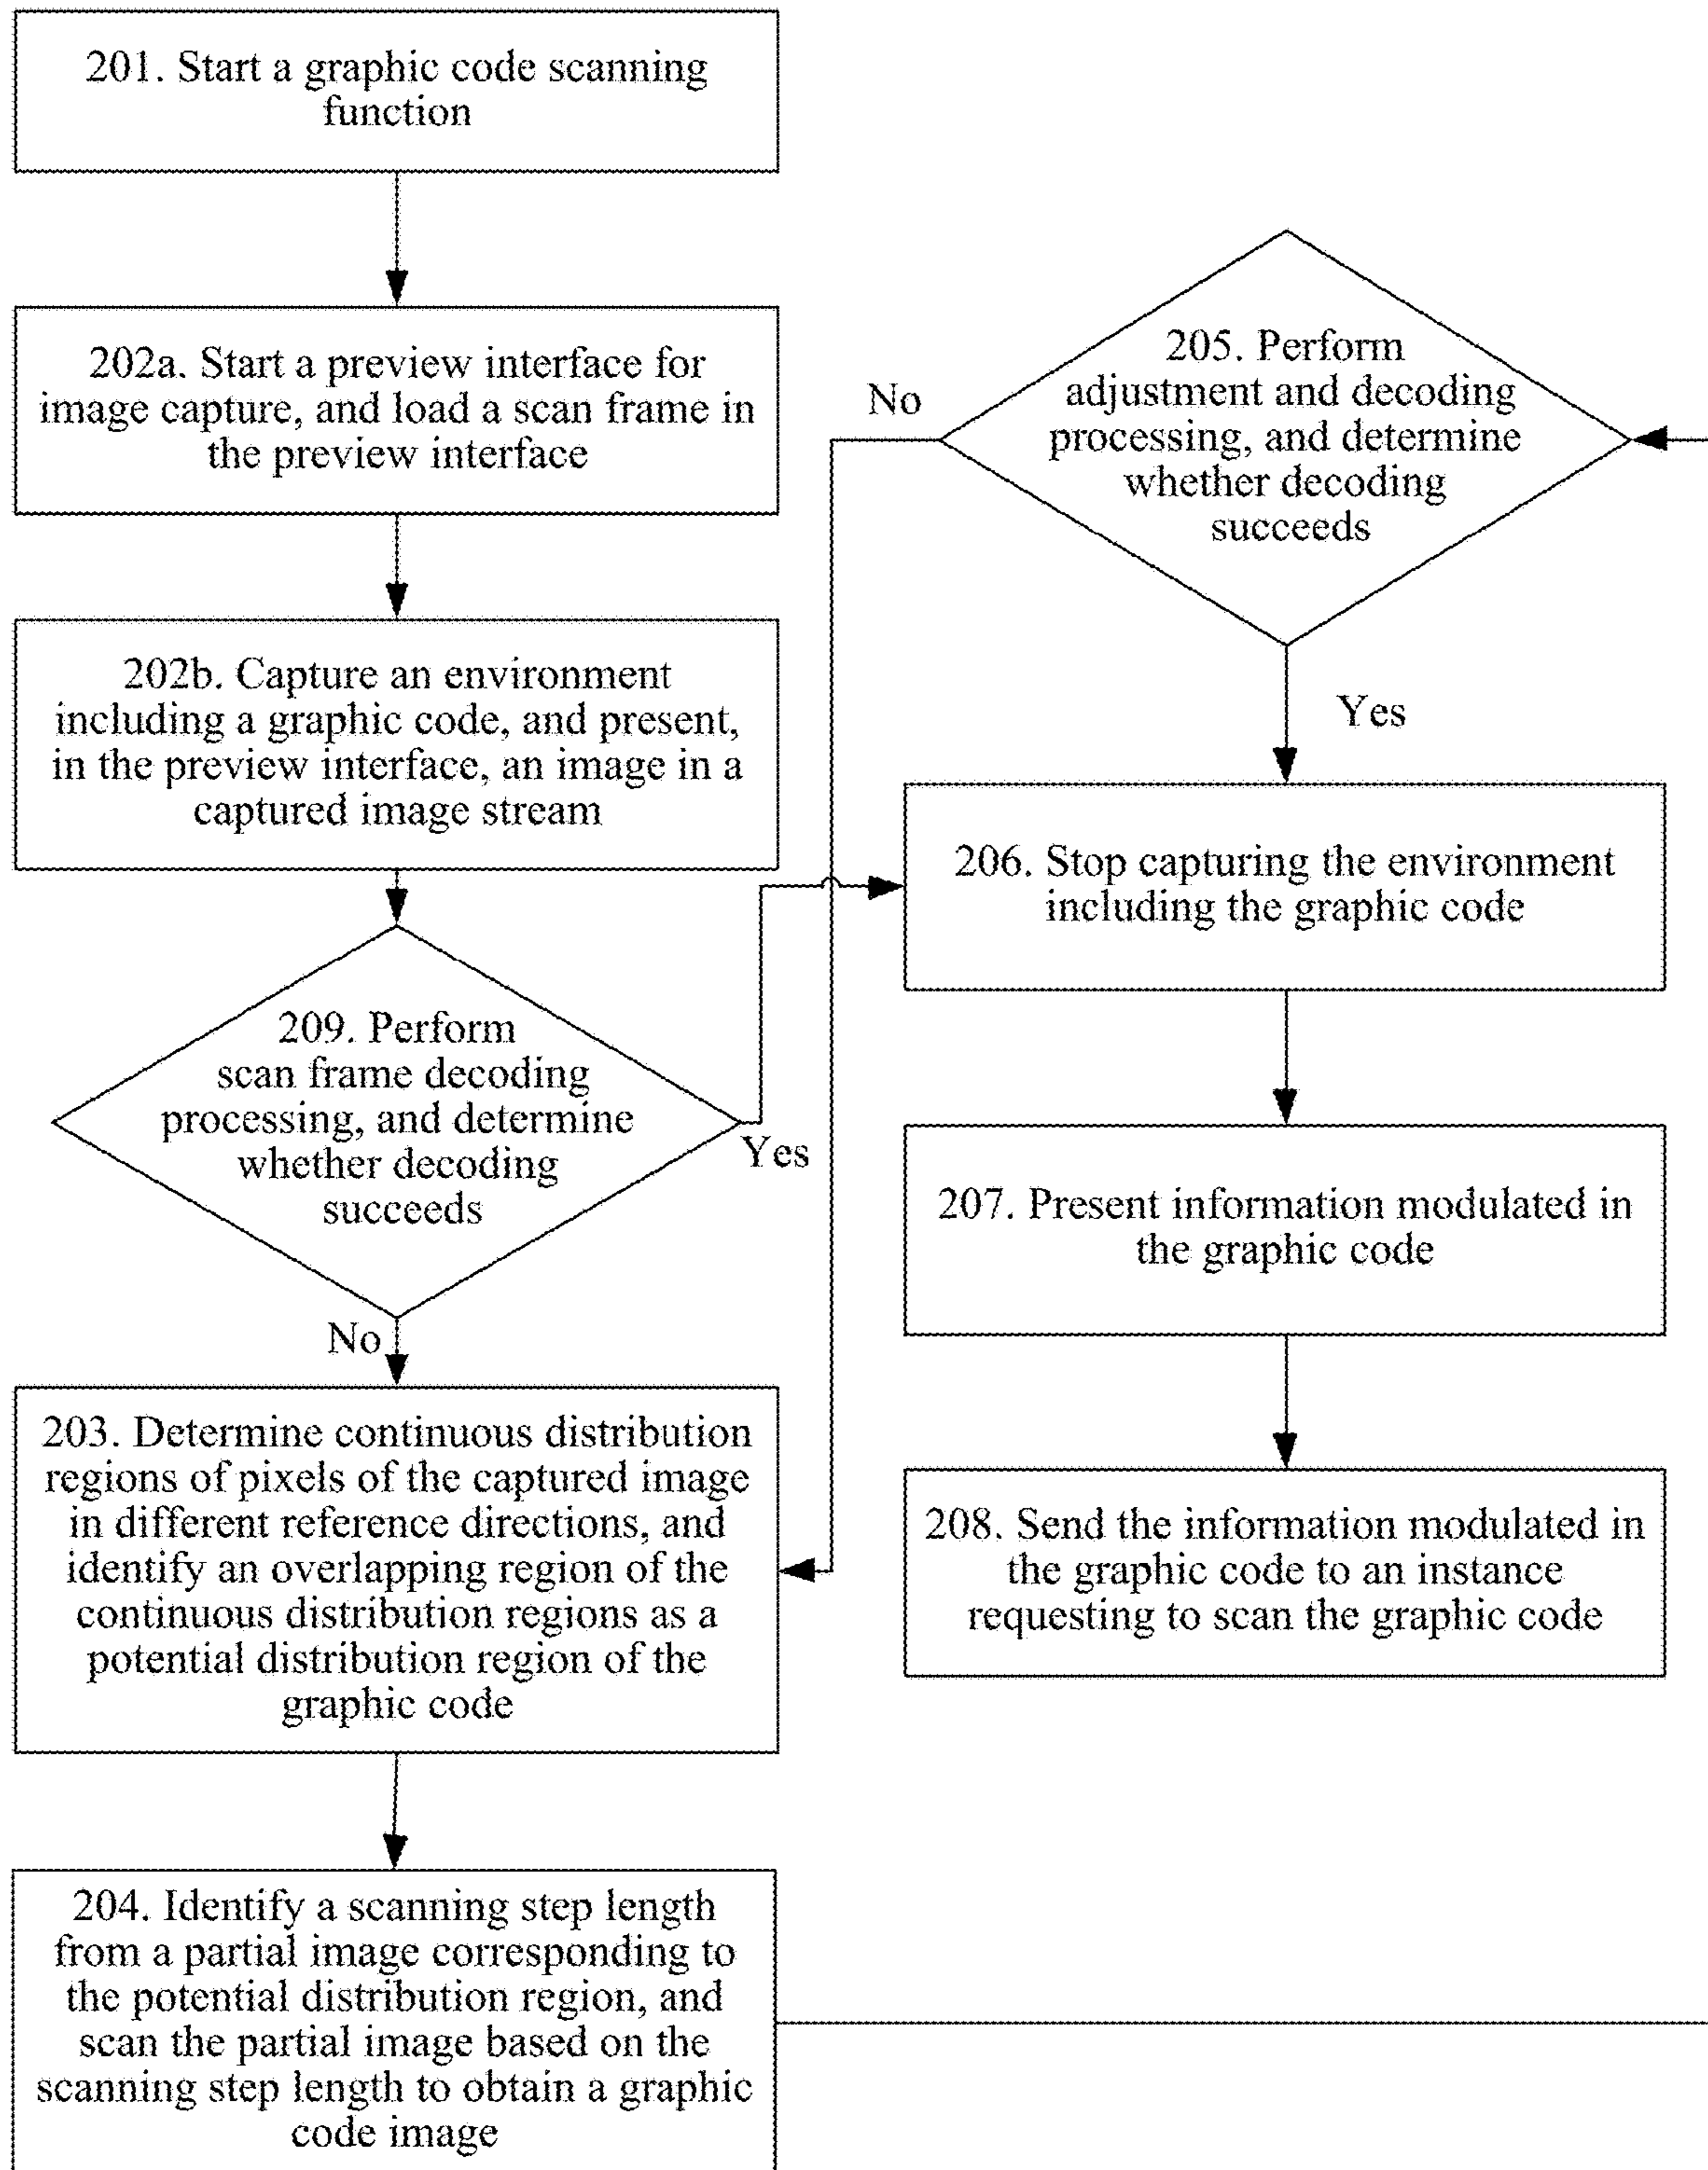 201. Start a graphic code scanning
function
202a. Start a preview interface for
image capture, and load a scan frame in
the preview interface
202b. Capture an environment
including a graphic code, and present,
in the preview interface, an image in a
captured image stream
209. Perform
scan frame decoding
processing, and determine
whether decoding
succeeds
Yes
No
203. Determine continuous distribution
regions of pixels of the captured image
in different reference directions, and
identify an overlapping region of the
continuous distribution regions as a
potential distribution region of the
graphic code
204. Identify a scanning step length
from a partial image corresponding to
the potential distribution region, and
scan the partial image based on the
scanning step length to obtain a graphic
code image
205. Perform
adjustment and decoding
processing, and determine
whether decoding
succeeds
No
Yes
206. Stop capturing the environment
including the graphic code
207. Present information modulated in
the graphic code
208. Send the information modulated in
the graphic code to an instance
requesting to scan the graphic code